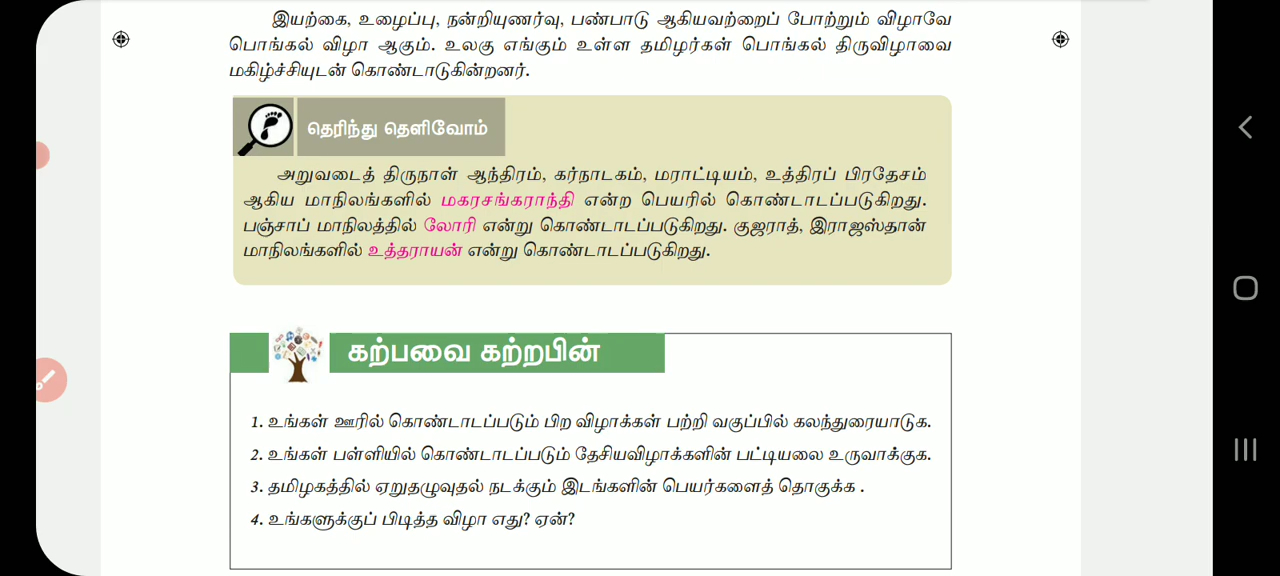 இயற்கை, உழைப்பு, நன்றியுணர்வு, பண்பாடு ஆகியவற்றைப் போற்றும் விழாவே
பொங்கல் விழா ஆகும். உலகு எங்கும் உள்ள தமிழர்கள் பொங்கல் திருவிழாவை
மகிழ்ச்சியுடன் கொண்டாடுகின்றனர்.
தெரிந்து தெளிவோம்
அறுவடைத் திருநாள் ஆந்திரம், கர்நாடகம், மராட்டியம், உத்திரப் பிரதேசம்
ஆகிய மாநிலங்களில் மகரசங்கராந்தி என்ற பெயரில் கொண்டாடப்படுகிறது.
பஞ்சாப் மாநிலத்தில் லோரி என்று கொண்டாடப்படுகிறது. குஜராத், இராஜஸ்தான்
மாநிலங்களில் உத்தராயன் என்று கொண்டாடப்படுகிறது.
கற்பவை கற்றபின்
1. உங்கள் ஊரில் கொண்டாடப்படும் பிற விழாக்கள் பற்றி வகுப்பில் கலந்துரையாடுக.
2. உங்கள் பள்ளியில் கொண்டாடப்படும் தேசியவிழாக்களின் பட்டியலை உருவாக்குக.
3. தமிழகத்தில் ஏறுதழுவுதல் நடக்கும் இடங்களின் பெயர்களைத் தொகுக்க .
4. உங்களுக்குப் பிடித்த விழா எது? ஏன்?